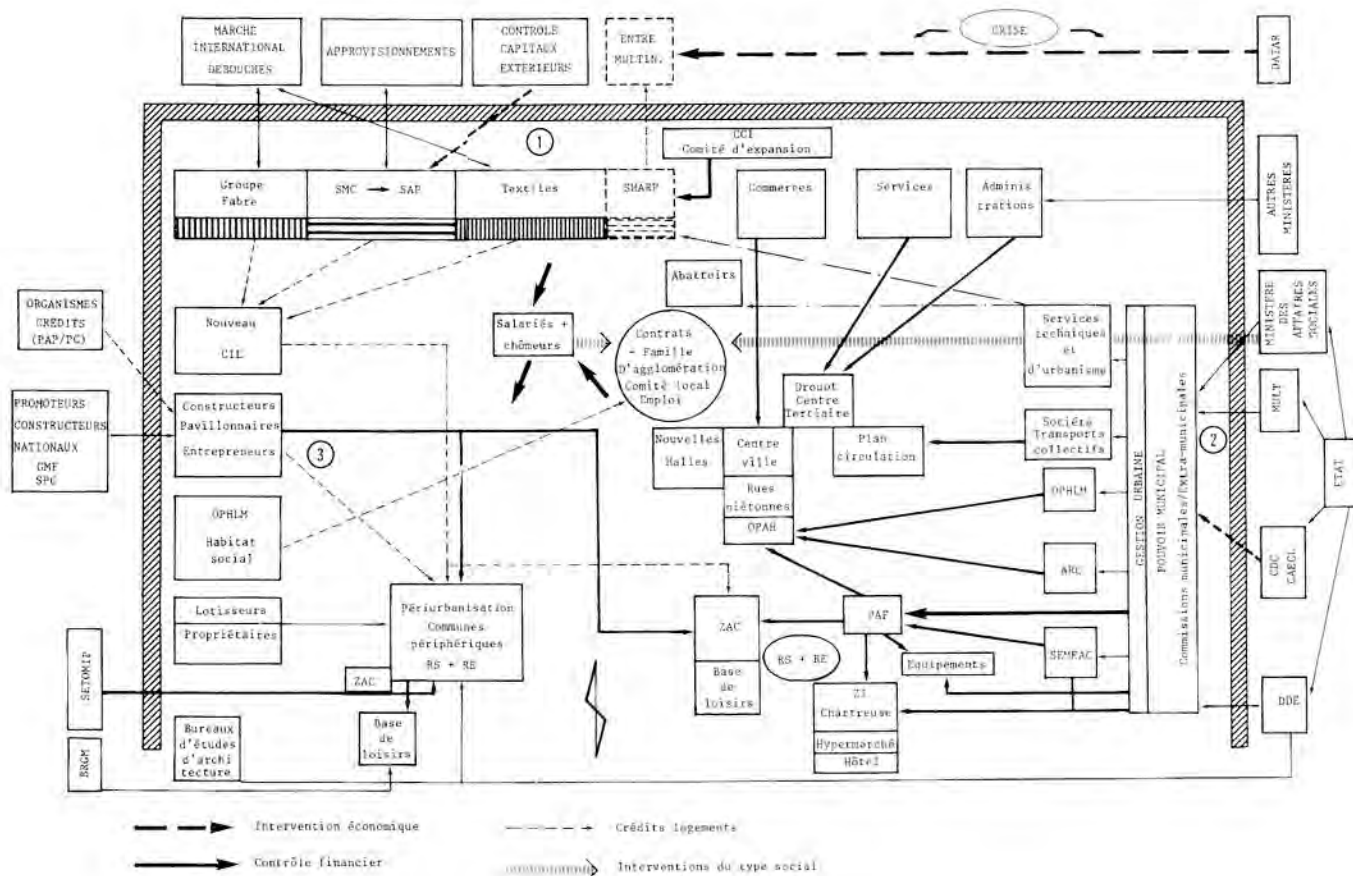 MARCHE
INTERNATIONAL
DEBOUCHES
APPROVISIONNEMENTS
CONTROLE
CAPITAUX
EXTERIEURS
ENTRE
MULTIN.
CRISE
DATAR
1
CCI
Comité d'expansion
Groupe
Fabre
SMC
SAP
Textiles
SHARP
Commerces
Services
Adminis
trations
AUTRES
MINISTERES
Abattoirs
ORGANISMES
CREDITS
(PAP/PC)
Nouveau
CIL
Salariés +
chômeurs
Contrats
- Famille
D'agglomération
Comité local
Emploi
Services
techniques
et
d'urbanisme
MINISTERE
DES
AFFAIRES
SOCIALES
PROMOTEURS
CONSTRUCTEURS
NATIONAUX
GMF
SPC
Constructeurs
Pavillonnaires
Entrepreneurs
3
Drouot
Centre
Tertiaire
Nouvelles
Halles
Centre
ville
Plan
circulation
Société
Transports
collectifs
GESTION URBAINE
POUVOIR MUNICIPAL
Commissions municipales/Extra-municipales
2
MULT
ETAT
Rues
piétonnes
OPAH
OPHLM
OPHLM
Habitat
social
ARC
CDC
CAECL
Lotisseurs
Propriétaires
Périurbanisation
Communes
périphériques
RS + RE
ZAC
ZAC
Base
de
loisirs
RS + RE
PAF
Equipements
SEMEAC
SETOMIP
BRGM
Bureaux
d'études
d'archi
tecture
Base
de
loisirs
ZI
Chartreuse
Hypermarché
Hôtel
DDE
Intervention économique
Crédits logements
Contrôle financier
Interventions du type social